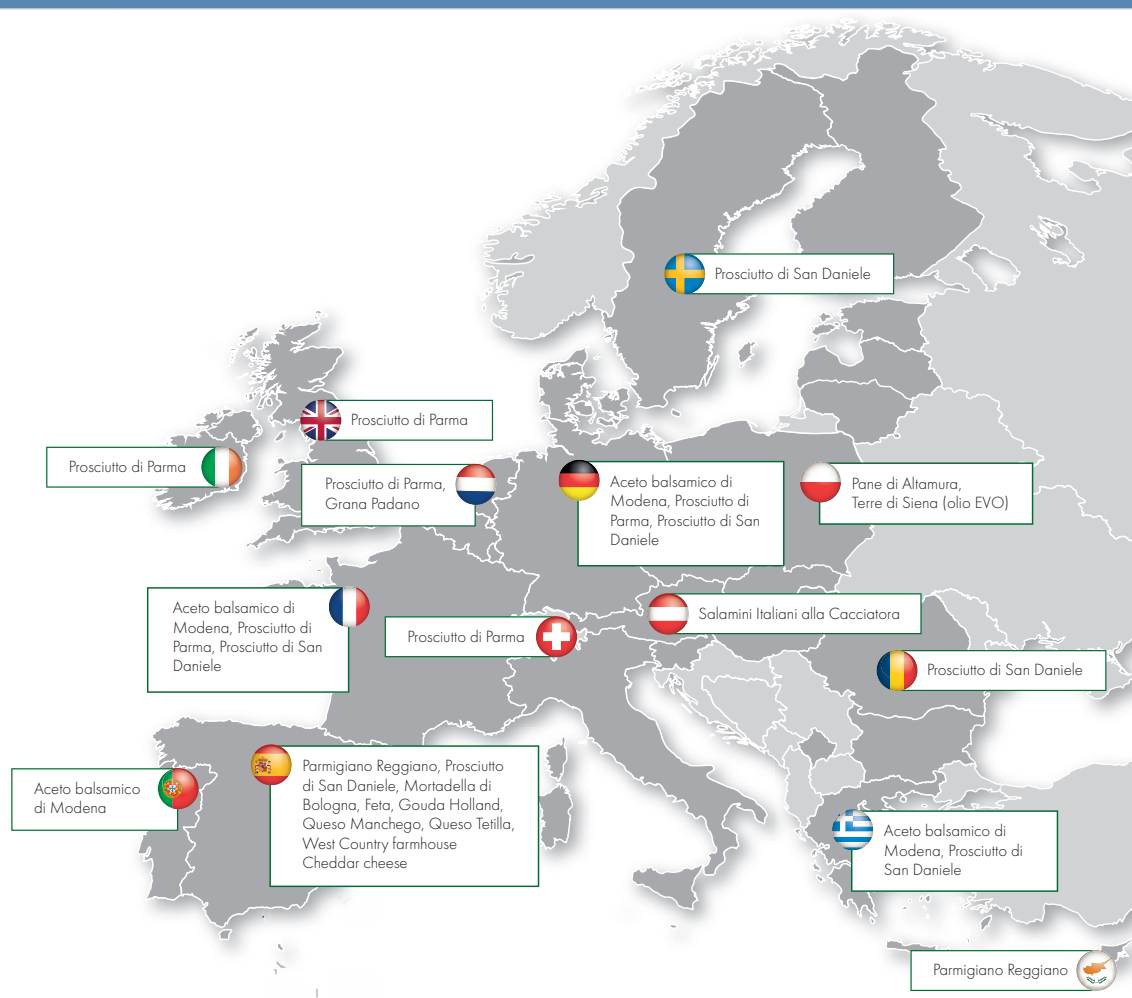 Prosciutto di San Daniele
Prosciutto di Parma
Prosciutto di Parma
Prosciutto di Parma,
Grana Padano
Aceto balsamico di
Modena, Prosciutto di
Parma, Prosciutto di San
Daniele
Pane di Altamura,
Terre di Siena (olio EVO)
Aceto balsamico di
Modena, Prosciutto di
Parma, Prosciutto di San
Daniele
Prosciutto di Parma
Salamini Italiani alla Cacciatora
Prosciutto di San Daniele
Aceto balsamico
di Modena
Parmigiano Reggiano, Prosciutto
di San Daniele, Mortadella di
Bologna, Feta, Gouda Holland,
Queso Manchego, Queso Tetilla,
West Country farmhouse
Cheddar cheese
Aceto balsamico di
Modena, Prosciutto di
San Daniele
Parmigiano Reggiano